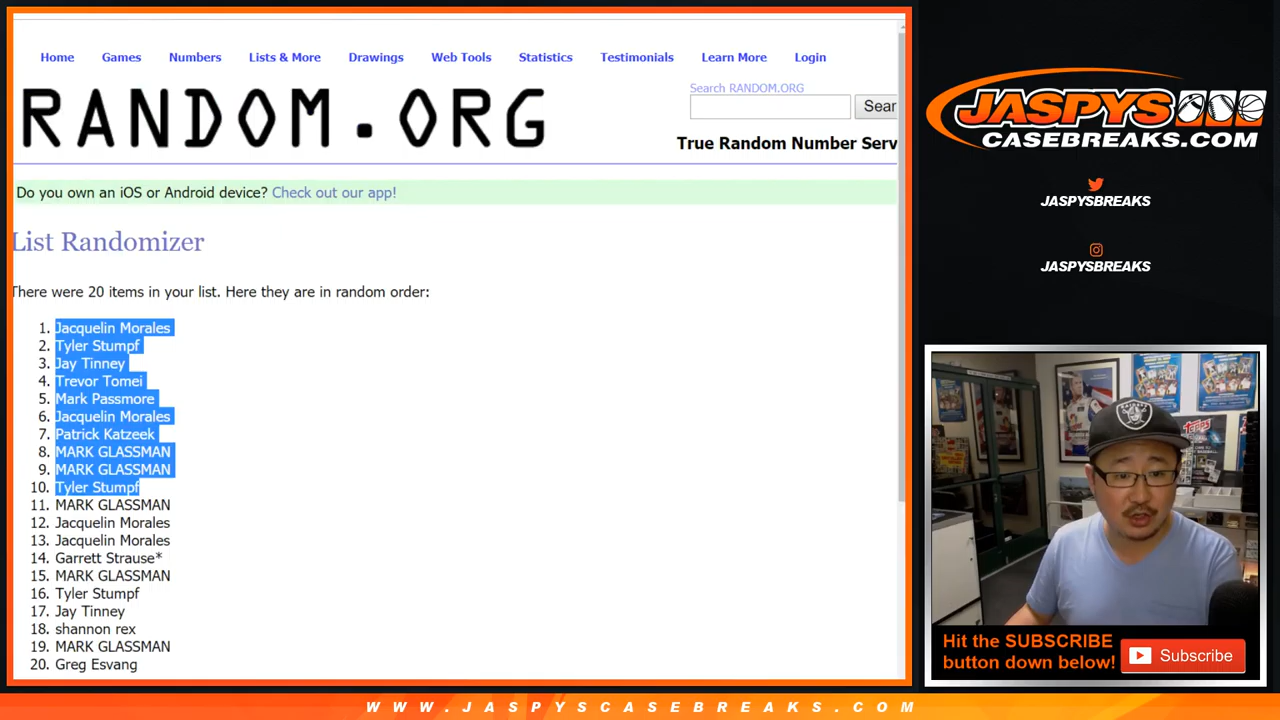 Home Games Numbers Lists & More Drawings Web Tools Statistics Testimonials Learn More Login
RANDOM.ORG
Search RANDOM.ORG
Sear
True Random Number Serv
Do you own an iOS or Android device? Check out our app!
List Randomizer
There were 20 items in your list. Here they are in random order:
1. Jacquelin Morales
2. Tyler Stumpf
3. Jay Tinney
4. Trevor Tomei
5. Mark Passmore
6. Jacquelin Morales
7. Patrick Katzeek
8. MARK GLASSMAN
9. MARK GLASSMAN
10. Tyler Stumpf
11. MARK GLASSMAN
12. Jacquelin Morales
13. Jacquelin Morales
14. Garrett Strause*
15. MARK GLASSMAN
16. Tyler Stumpf
17. Jay Tinney
18. shannon rex
19. MARK GLASSMAN
20. Greg Esvang
JASPYS
CASEBREAKS.COM
JASPYSBREAKS
JASPYSBREAKS
RAIDERS
topps
Hit the SUBSCRIBE
button down below!
Subscribe
WWW.JASPYSCASEBREAKS.COM